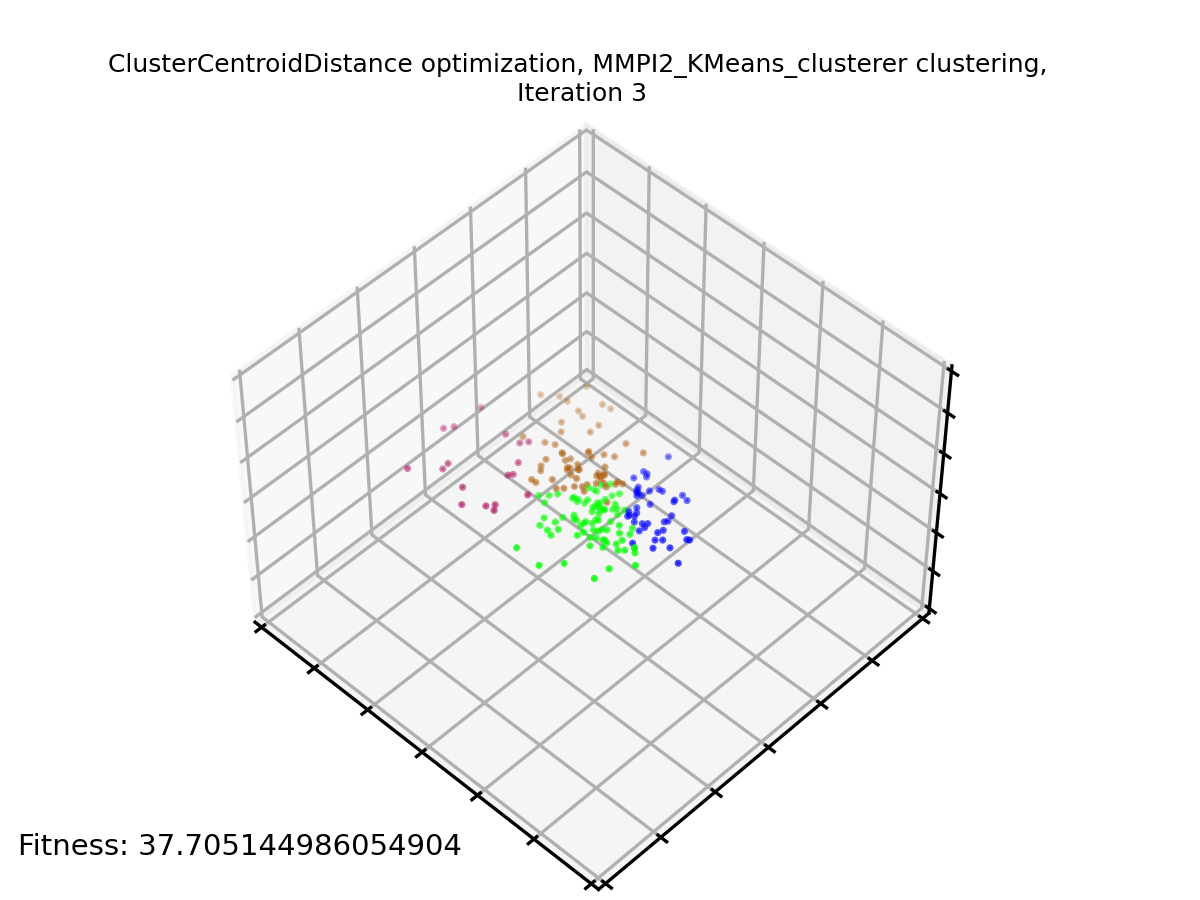 ClusterCentroidDistance optimization, MMPI2_KMeans_clusterer clustering,
Iteration 3
Fitness: 37.705144986054904